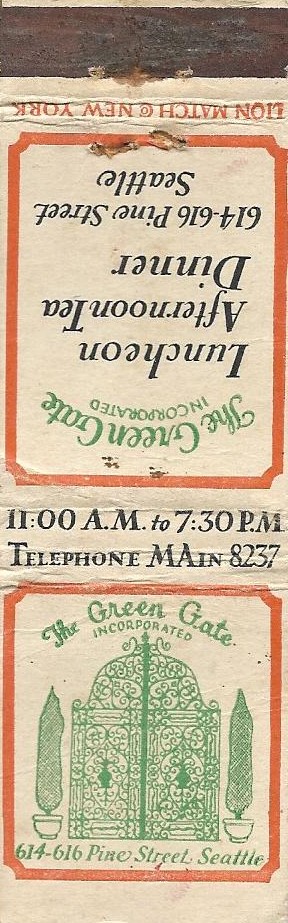 LION MATCH © NEW YORK
The Green Gate
INCORPORATED
Luncheon
Afternoon Tea
Dinner
614-616 Pine Street
Seattle
11:00 A.M. to 7:30 P.M
TELEPHONE MAIN 8237
The Green Gate
INCORPORATED
614-616 Pine Street Seattle